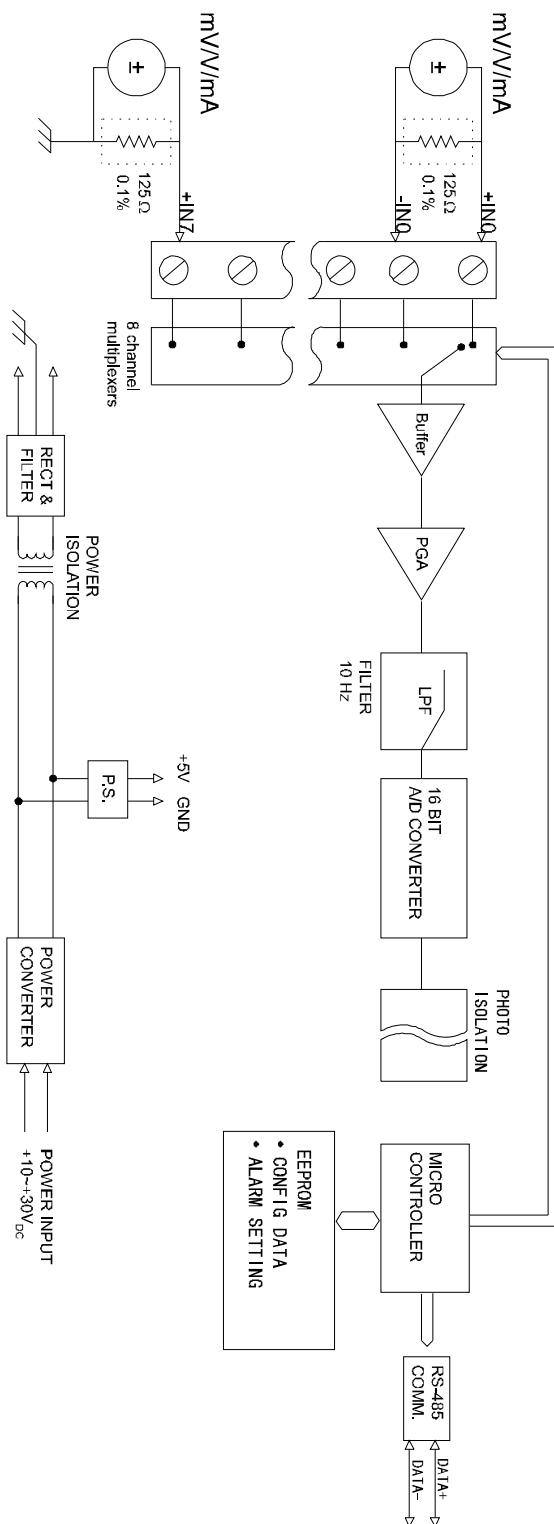 mV/V/mA
±
125 Ω
0.1%
+IN0
-IN0
mV/V/mA
±
125 Ω
0.1%
+IN7
8 channel
multiplexers
Buffer
PGA
LPF
FILTER
10 Hz
16 BIT
A/D CONVERTER
PHOTO
ISOLATION
MICRO
CONTROLLER
EEPROM
• CONFIG DATA
• ALARM SETTING
RS-485
COMM.
DATA+
DATA-
RECT &
FILTER
POWER
ISOLATION
P.S.
+5V
GND
POWER
CONVERTER
POWER INPUT
+10~+30VDC